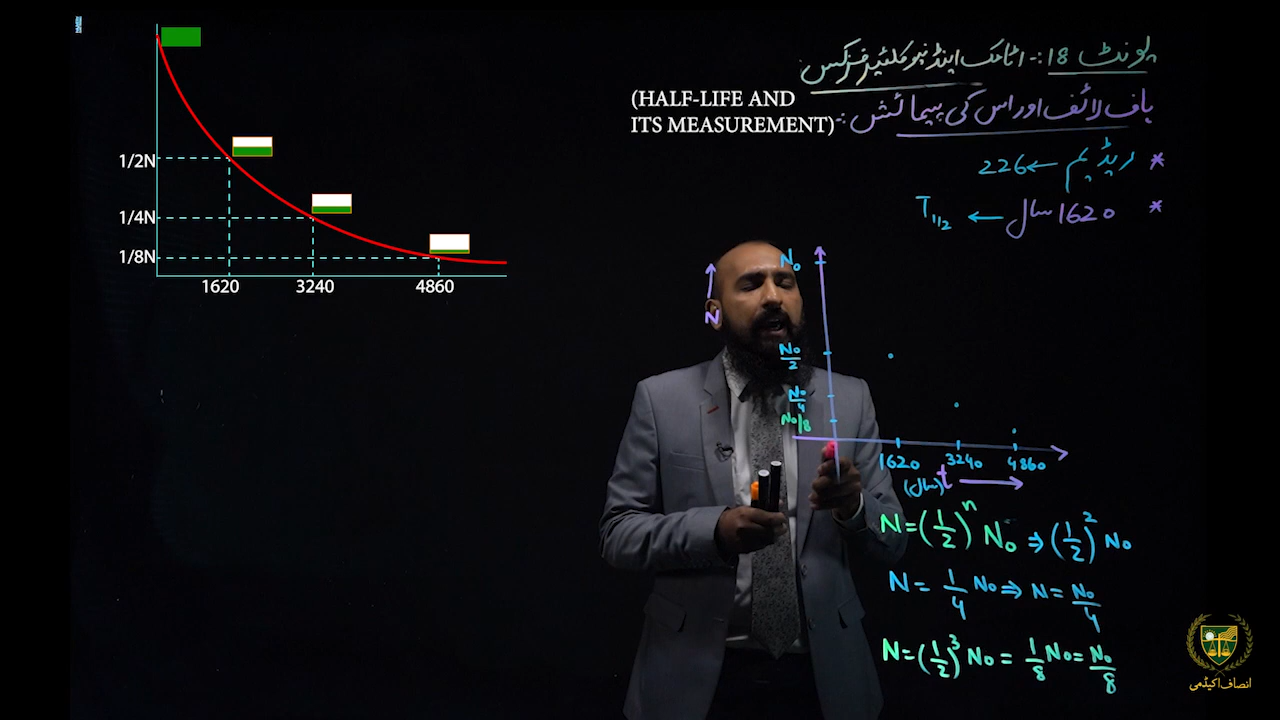 یونٹ 18:- اٹامک اینڈ نیوکلیئر فزکس
ہاف لائف اور اس کی پیمائش:-
(HALF-LIFE AND
ITS MEASUREMENT)
* ریڈیم → 226
* 1620 سال → T1/2
1/2N
1/4N
1/8N
1620 3240 4860
N
N₀
N₀/2
N₀/4
N₀/8
1620 3240 4860
(سال) t →
N=(1/2)ⁿ N₀ ⇒ (1/2)² N₀
N = 1/4 N₀ ⇒ N = N₀/4
N=(1/2)³ N₀ = 1/8 N₀ = N₀/8
انصاف اکیڈمی